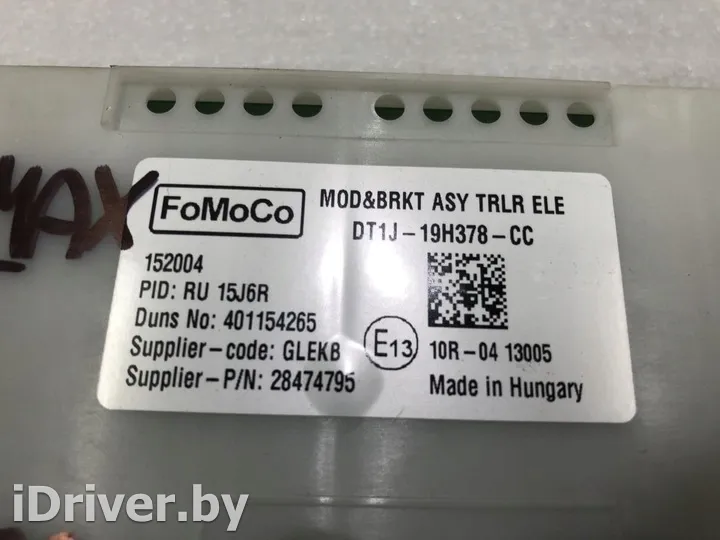 MAX
FoMoCo
MOD&BRKT ASY TRLR ELE
DT1J-19H378-CC
152004
PID: RU 15J6R
Duns No: 401154265
Supplier-code: GLEKB
Supplier-P/N: 28474795
E13
10R-04 13005
Made in Hungary
iDriver.by